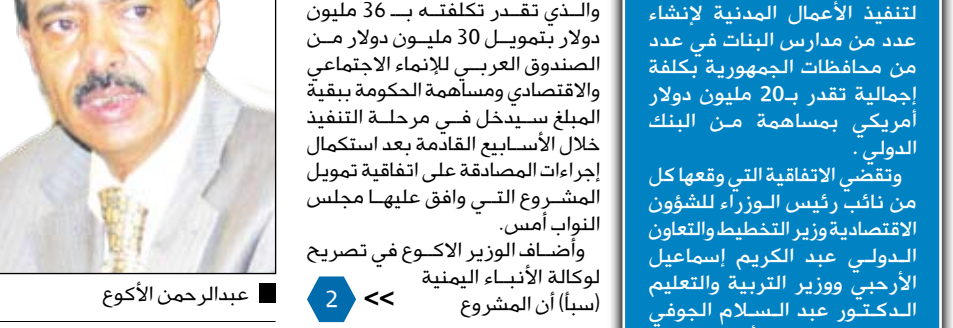 لتنفيذ الأعمال المدنية لإنشاء
عدد من مدارس البنات في عدد
من محافظات الجمهورية بكلفة
إجمالية تقدر بـ20 مليون دولار
أمريكي بمساهمة من البنك
الدولي .
وتقضي الاتفاقية التي وقعها كل
من نائب رئيس الوزراء للشؤون
الاقتصادية وزير التخطيط والتعاون
الدولي عبد الكريم إسماعيل
الأرحبي ووزير التربية والتعليم
الدكتور عبد السلام الجوفي
والذي تقدر تكلفته بـ 36 مليون
دولار بتمويل 30 مليون دولار من
الصندوق العربي للإنماء الاجتماعي
والاقتصادي ومساهمة الحكومة ببقية
المبلغ سيدخل في مرحلة التنفيذ
خلال الأسابيع القادمة بعد استكمال
إجراءات المصادقة على اتفاقية تمويل
المشروع التي وافق عليها مجلس
النواب أمس.
وأضاف الوزير الاكوع في تصريح
لوكالة الأنباء اليمنية
(سبأ) أن المشروع
>> 2
عبدالرحمن الأكوع